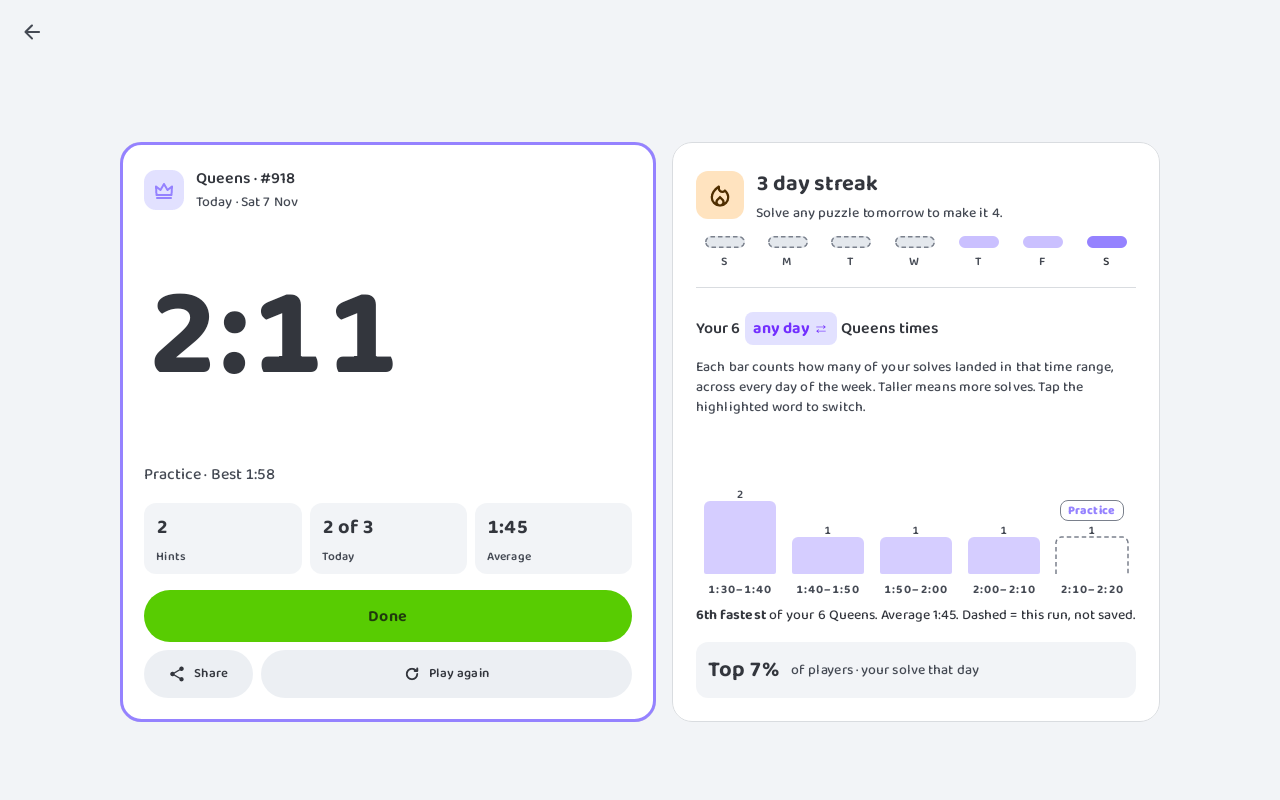 Queens · #918
Today · Sat 7 Nov
2:11
Practice · Best 1:58
2
Hints
2 of 3
Today
1:45
Average
Done
Share
Play again
3 day streak
Solve any puzzle tomorrow to make it 4.
S M T W T F S
Your 6 any day ⇄ Queens times
Each bar counts how many of your solves landed in that time range,
across every day of the week. Taller means more solves. Tap the
highlighted word to switch.
Practice
2 1 1 1 1
1:30–1:40 1:40–1:50 1:50–2:00 2:00–2:10 2:10–2:20
6th fastest of your 6 Queens. Average 1:45. Dashed = this run, not saved.
Top 7% of players · your solve that day